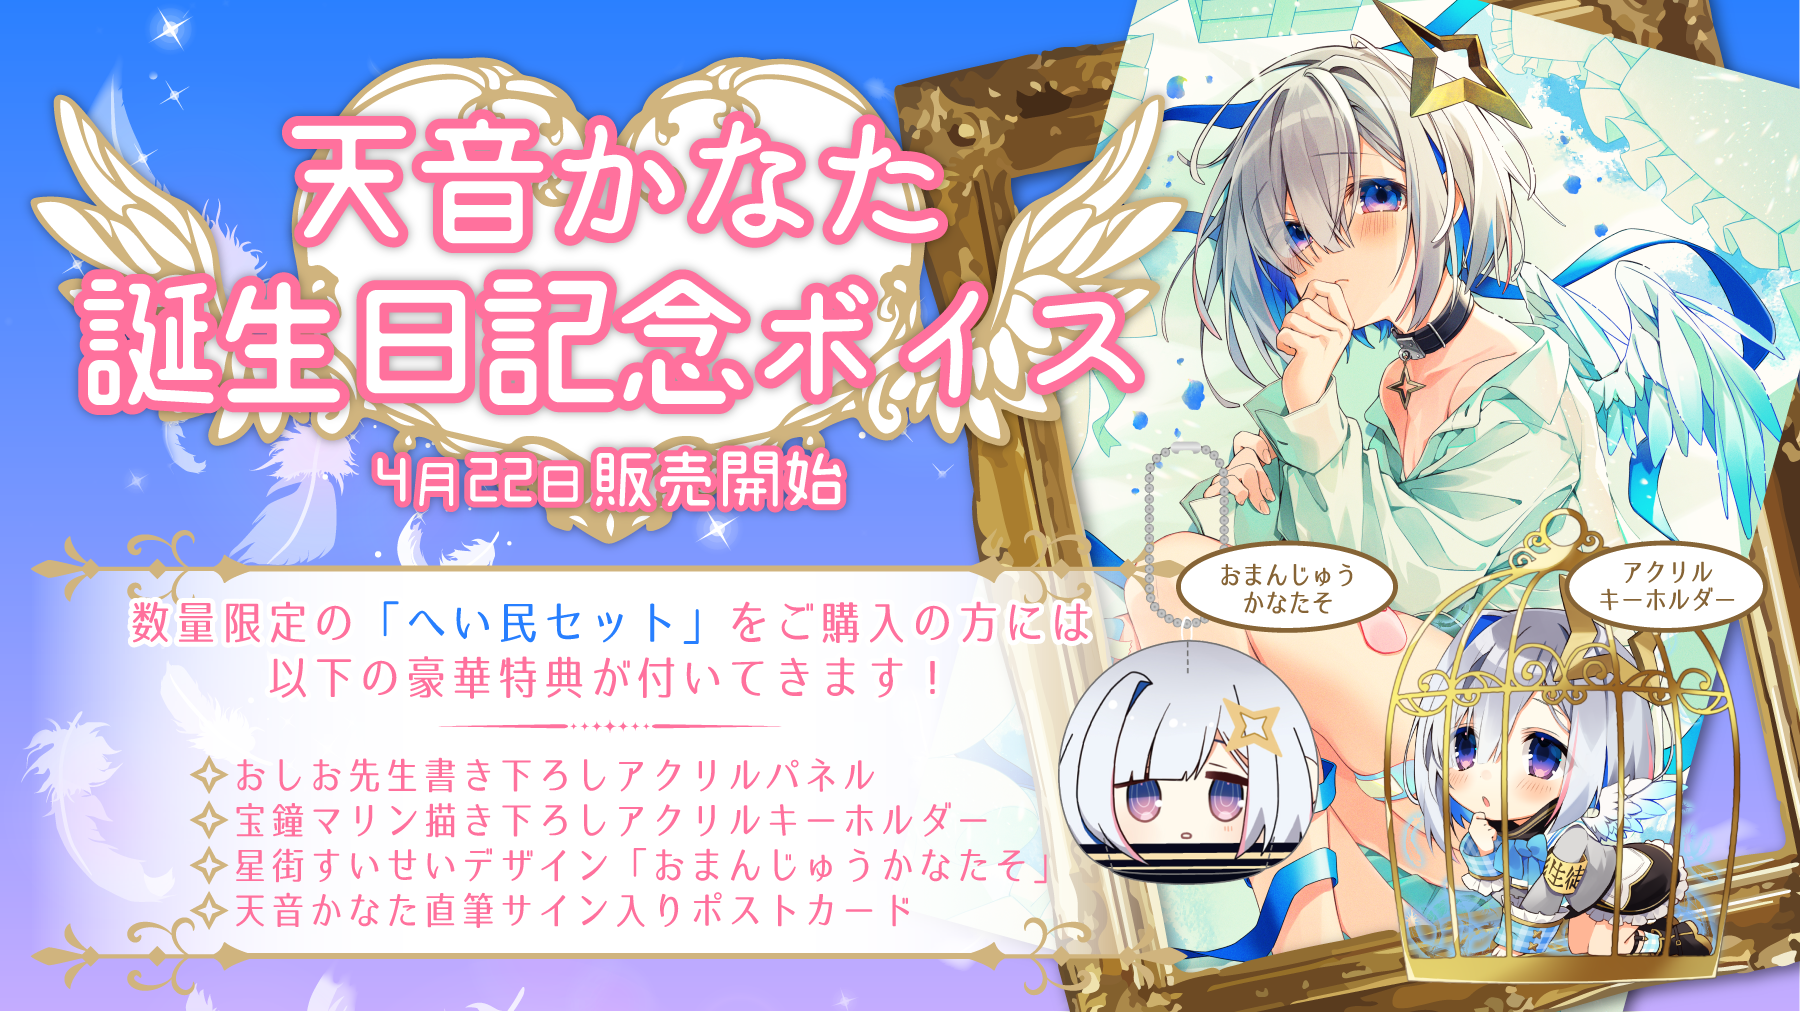 天音かなた
誕生日記念ボイス
4月22日販売開始
数量限定の「へい民セット」をご購入の方には
以下の豪華特典が付いてきます！
おしお先生書き下ろしアクリルパネル
宝鐘マリン描き下ろしアクリルキーホルダー
星街すいせいデザイン「おまんじゅうかなたそ」
天音かなた直筆サイン入りポストカード
おまんじゅう
かなたそ
アクリル
キーホルダー
生徒